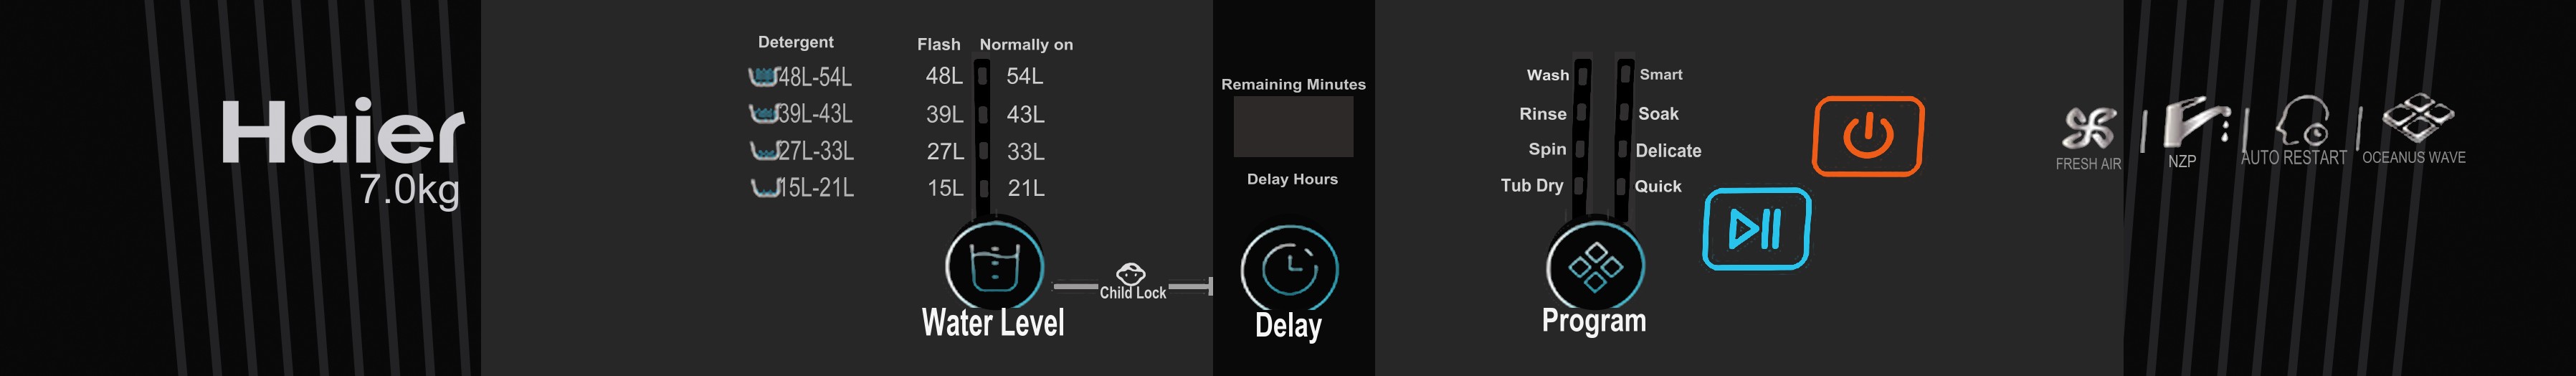 Haier
7.0kg
Detergent
48L-54L
39L-43L
27L-33L
15L-21L
Flash Normally on
48L 54L
39L 43L
27L 33L
15L 21L
Water Level
Child Lock
Remaining Minutes
Delay Hours
Delay
Wash Smart
Rinse Soak
Spin Delicate
Tub Dry Quick
Program
FRESH AIR
NZP
AUTO RESTART
OCEANUS WAVE